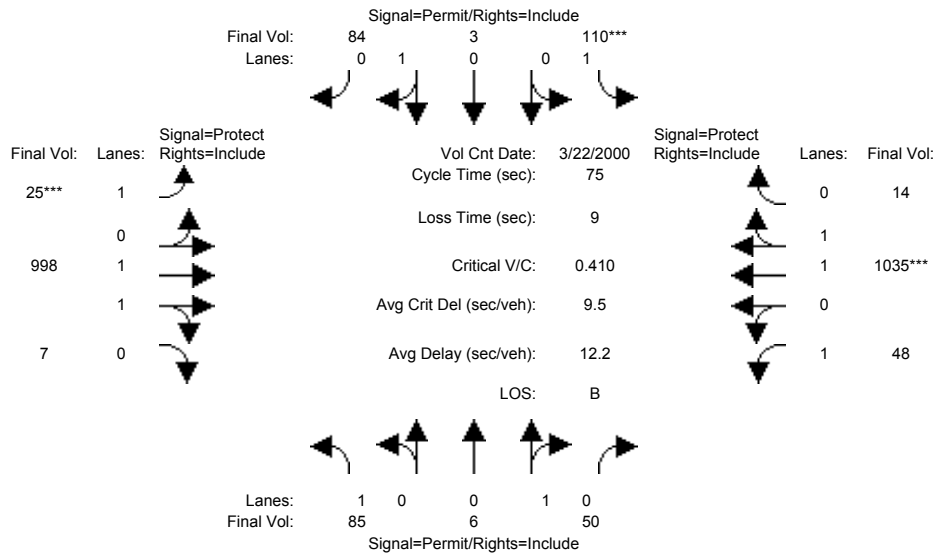 Signal=Permit/Rights=Include
Final Vol: 84 3 110***
Lanes: 0 1 0 0 1
Signal=Protect Signal=Protect
Final Vol: Lanes: Rights=Include Vol Cnt Date: 3/22/2000 Rights=Include Lanes: Final Vol:
Cycle Time (sec): 75
25*** 1 0 14
Loss Time (sec): 9
0 1
998 1 Critical V/C: 0.410 1 1035***
1 Avg Crit Del (sec/veh): 9.5 0
7 0 Avg Delay (sec/veh): 12.2 1 48
LOS: B
Lanes: 1 0 0 1 0
Final Vol: 85 6 50
Signal=Permit/Rights=Include